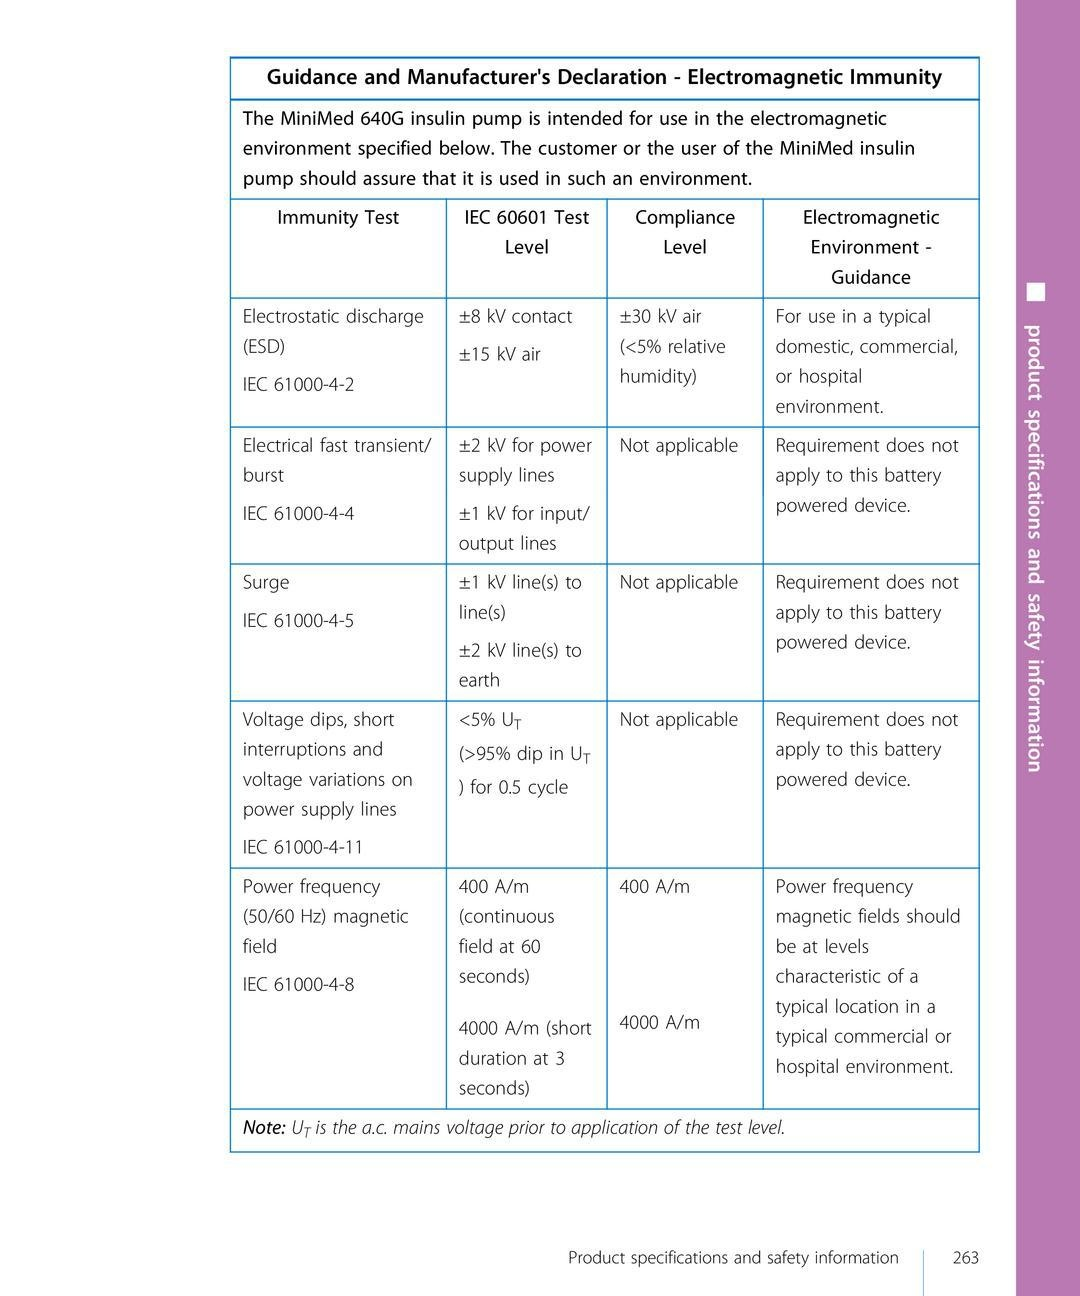 Guidance and Manufacturer's Declaration - Electromagnetic Immunity
The MiniMed 640G insulin pump is intended for use in the electromagnetic
environment specified below. The customer or the user of the MiniMed insulin
pump should assure that it is used in such an environment.
Immunity Test
IEC 60601 Test
Level
Compliance
Level
Electromagnetic
Environment -
Guidance
Electrostatic discharge
(ESD)
IEC 61000-4-2
±8 kV contact
±15 kV air
±30 kV air
(<5% relative
humidity)
For use in a typical
domestic, commercial,
or hospital
environment.
Electrical fast transient/
burst
IEC 61000-4-4
±2 kV for power
supply lines
±1 kV for input/
output lines
Not applicable
Requirement does not
apply to this battery
powered device.
Surge
IEC 61000-4-5
±1 kV line(s) to
line(s)
±2 kV line(s) to
earth
Not applicable
Requirement does not
apply to this battery
powered device.
Voltage dips, short
interruptions and
voltage variations on
power supply lines
IEC 61000-4-11
<5% UT
(>95% dip in UT
) for 0.5 cycle
Not applicable
Requirement does not
apply to this battery
powered device.
Power frequency
(50/60 Hz) magnetic
field
IEC 61000-4-8
400 A/m
(continuous
field at 60
seconds)
4000 A/m (short
duration at 3
seconds)
400 A/m
4000 A/m
Power frequency
magnetic fields should
be at levels
characteristic of a
typical location in a
typical commercial or
hospital environment.
Note: UT is the a.c. mains voltage prior to application of the test level.
product specifications and safety information
Product specifications and safety information
263